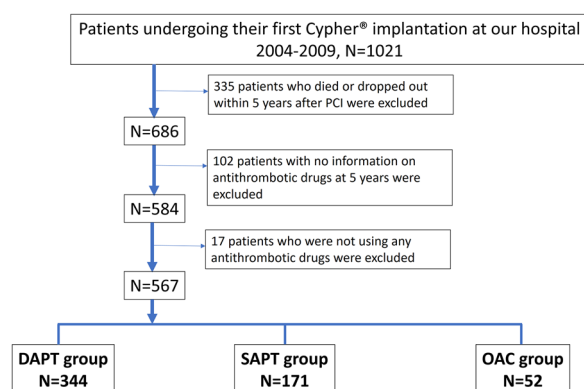 Patients undergoing their first Cypher® implantation at our hospital
2004-2009, N=1021
335 patients who died or dropped out
within 5 years after PCI were excluded
N=686
102 patients with no information on
antithrombotic drugs at 5 years were
excluded
N=584
17 patients who were not using any
antithrombotic drugs were excluded
N=567
DAPT group
N=344
SAPT group
N=171
OAC group
N=52